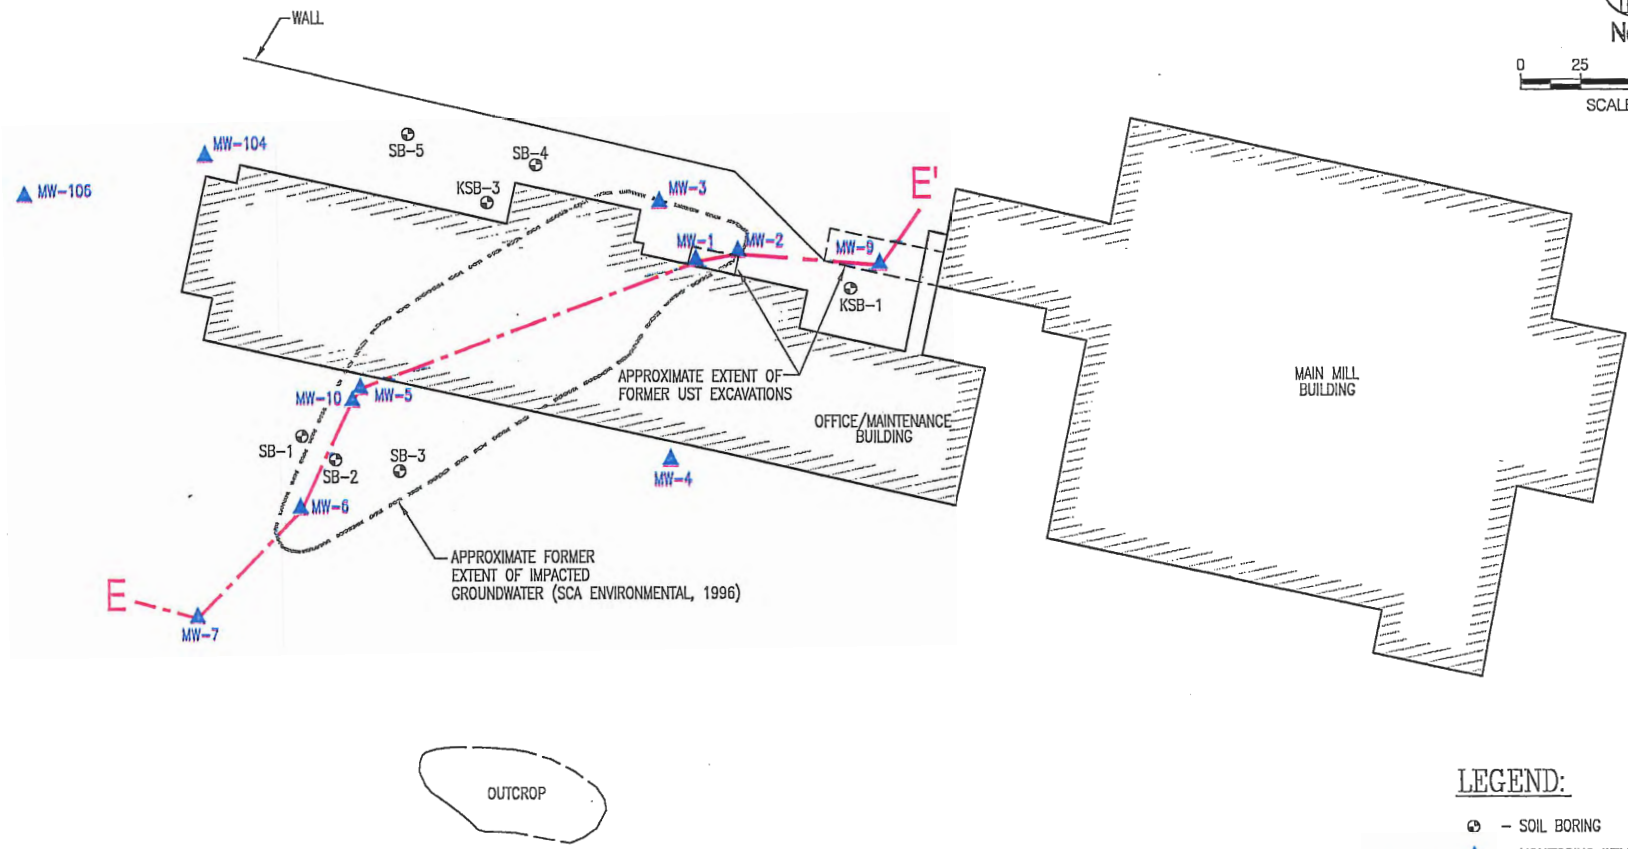 WALL
0 25
SCALE
MW-104
SB-5
SB-4
MW-106
KSB-3
MW-3
E'
MW-1
MW-2
MW-9
KSB-1
APPROXIMATE EXTENT OF
FORMER UST EXCAVATIONS
MAIN MILL
BUILDING
MW-10
MW-5
OFFICE/MAINTENANCE
BUILDING
SB-1
SB-2
SB-3
MW-4
MW-6
APPROXIMATE FORMER
EXTENT OF IMPACTED
GROUNDWATER (SCA ENVIRONMENTAL, 1996)
E
MW-7
OUTCROP
LEGEND:
- SOIL BORING